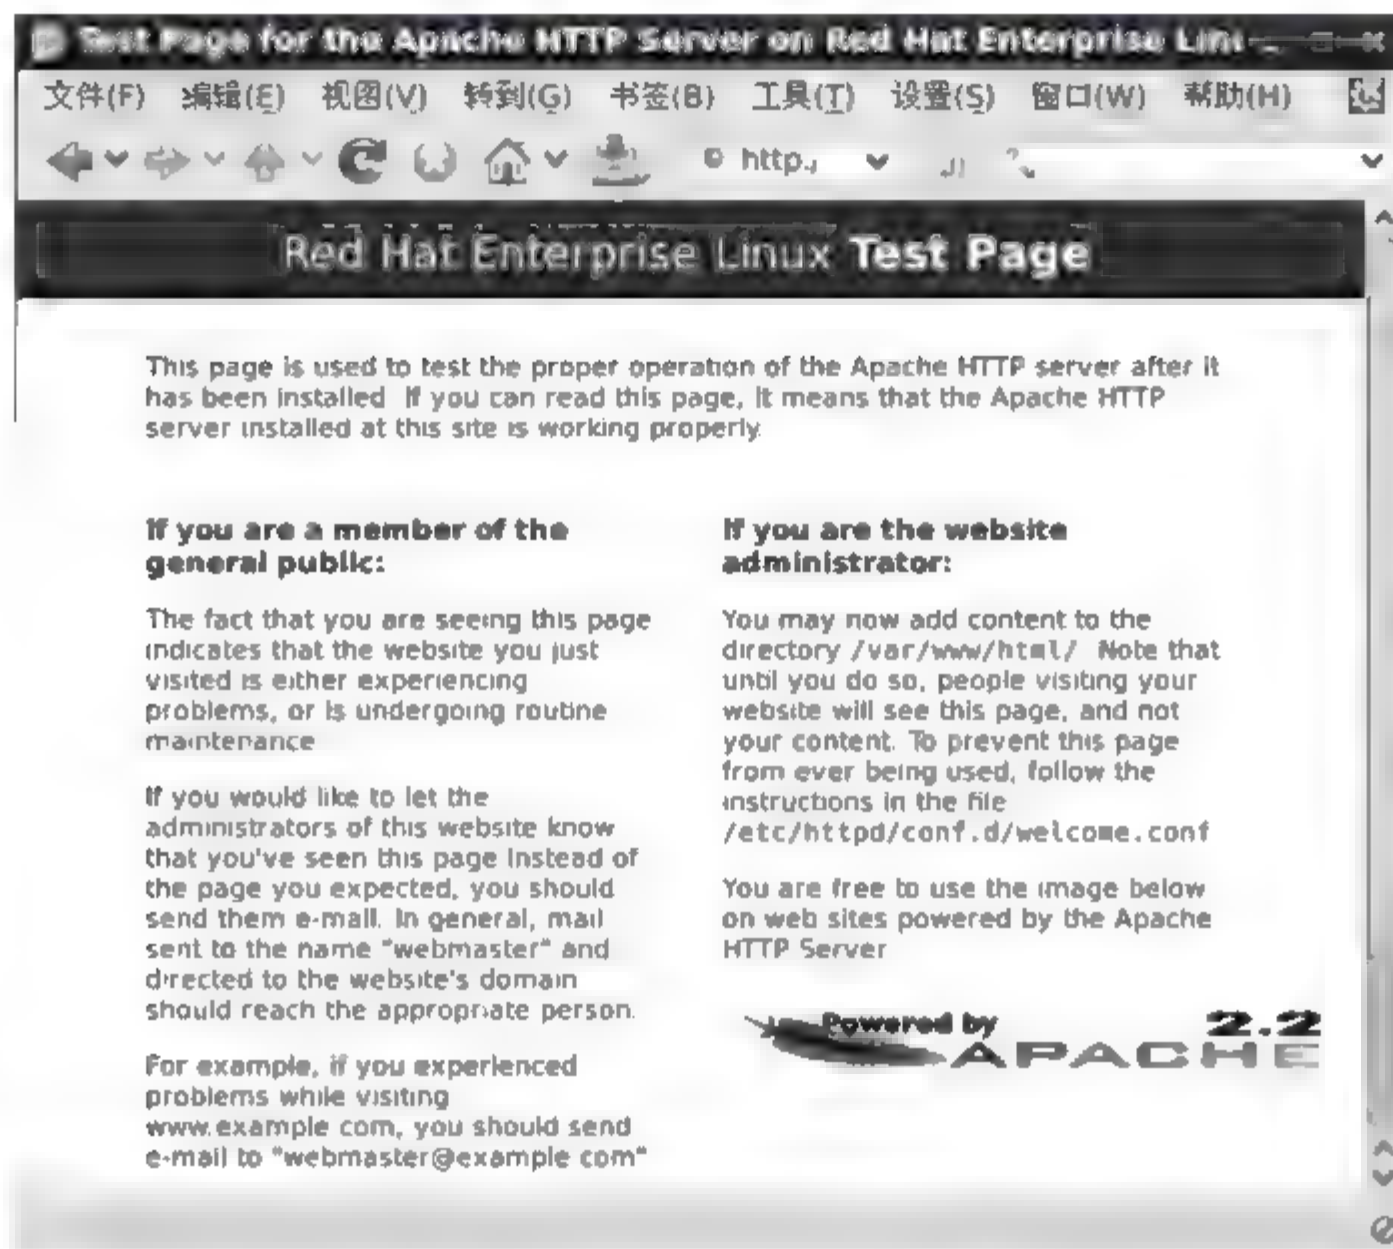 Test Page for the Apache HTTP Server on Red Hat Enterprise Linu
文件(F) 编辑(E) 视图(V) 转到(G) 书签(B) 工具(T) 设置(S) 窗口(W) 帮助(H)
http:/
Red Hat Enterprise Linux Test Page
This page is used to test the proper operation of the Apache HTTP server after it
has been installed. If you can read this page, it means that the Apache HTTP
server installed at this site is working properly.
If you are a member of the
general public:
The fact that you are seeing this page
indicates that the website you just
visited is either experiencing
problems, or is undergoing routine
maintenance
If you would like to let the
administrators of this website know
that you've seen this page instead of
the page you expected, you should
send them e-mail. In general, mail
sent to the name "webmaster" and
directed to the website's domain
should reach the appropriate person.
For example, if you experienced
problems while visiting
www.example.com, you should send
e-mail to "webmaster@example.com"
If you are the website
administrator:
You may now add content to the
directory /var/www/html/. Note that
until you do so, people visiting your
website will see this page, and not
your content. To prevent this page
from ever being used, follow the
instructions in the file
/etc/httpd/conf.d/welcome.conf
You are free to use the image below
on web sites powered by the Apache
HTTP Server
Powered by 2.2
APACHE